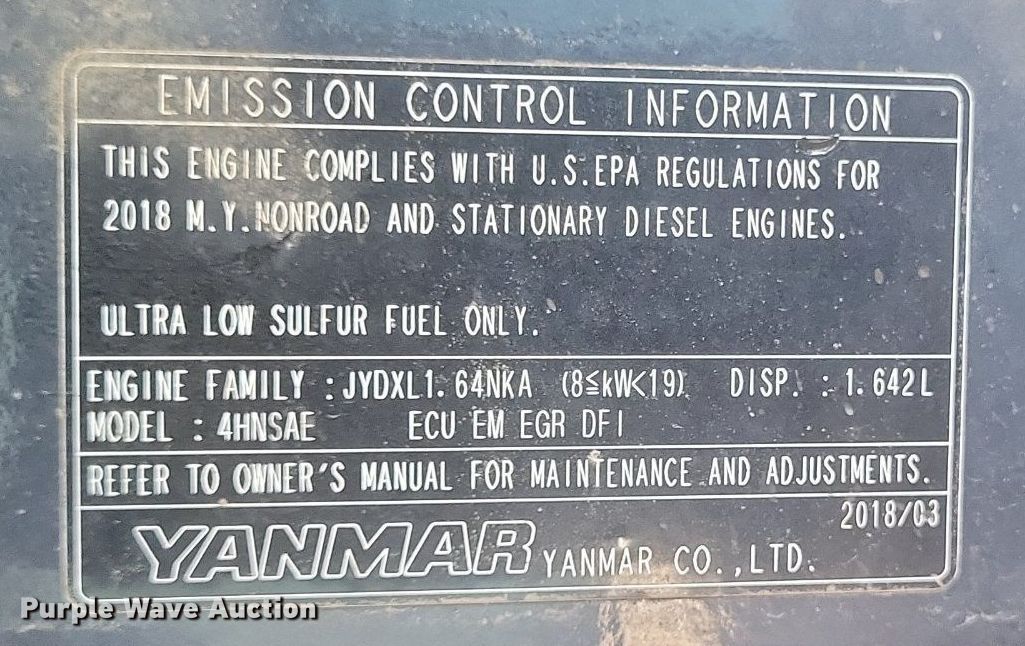 EMISSION CONTROL INFORMATION
THIS ENGINE COMPLIES WITH U.S.EPA REGULATIONS FOR
2018 M.Y.NONROAD AND STATIONARY DIESEL ENGINES.
ULTRA LOW SULFUR FUEL ONLY.
ENGINE FAMILY :JYDXL1.64NKA (8≦kW<19) DISP. : 1.642L
MODEL : 4HNSAE ECU EM EGR DFI
REFER TO OWNER'S MANUAL FOR MAINTENANCE AND ADJUSTMENTS.
2018/03
YANMAR YANMAR CO.,LTD.
Purple Wave Auction